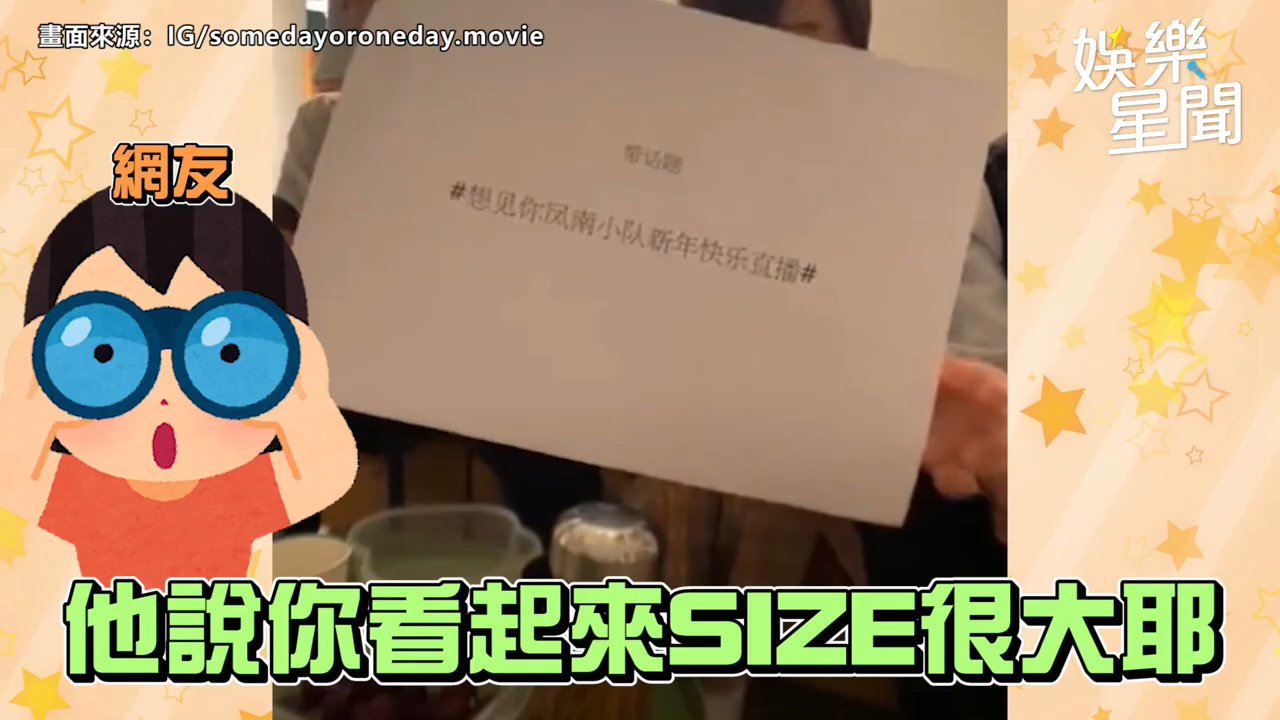 畫面來源：IG/somedayoroneday.movie
娛樂
星聞
網友
带话题
#想见你凤南小队新年快乐直播#
他說你看起來SIZE很大耶